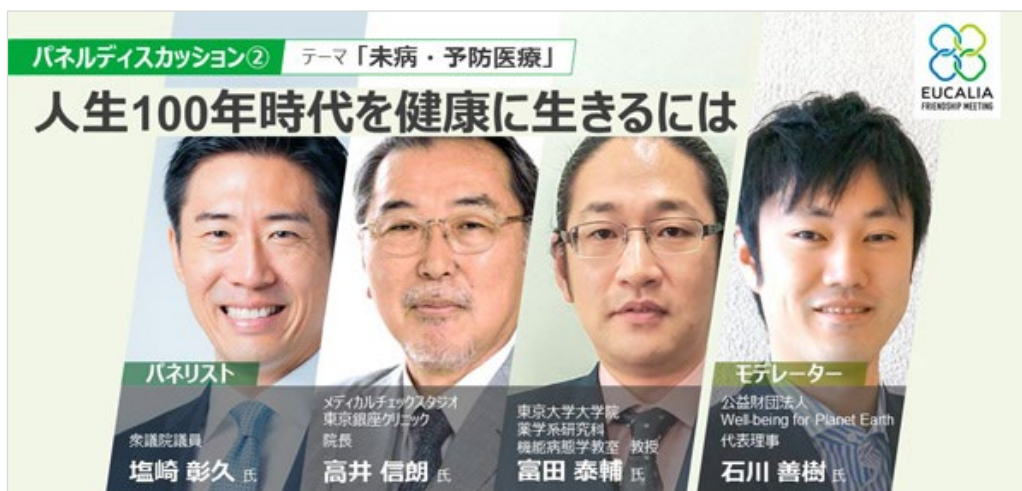 パネルディスカッション②
テーマ「未病・予防医療」
人生100年時代を健康に生きるには
EUCALIA
FRIENDSHIP MEETING
パネリスト
衆議院議員
塩崎 彰久 氏
メディカルチェックスタジオ
東京銀座クリニック
院長
高井 信朗 氏
東京大学大学院
薬学系研究科
機能病態学教室 教授
富田 泰輔 氏
モデレーター
公益財団法人
Well-being for Planet Earth
代表理事
石川 善樹 氏